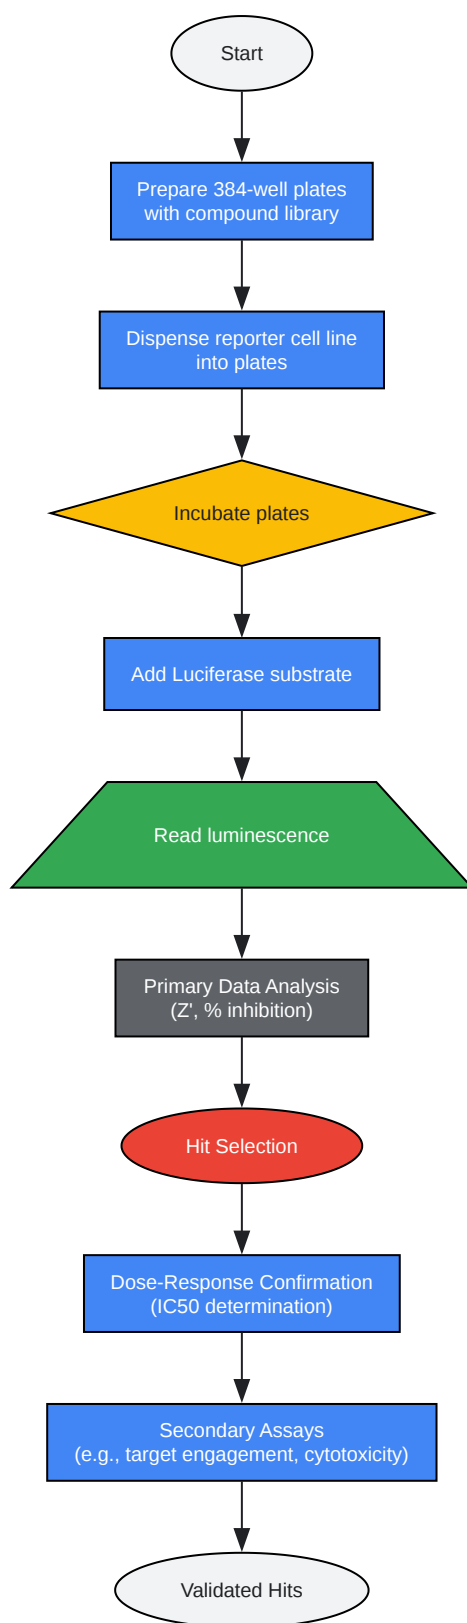 Start
Prepare 384-well plates
with compound library
Dispense reporter cell line
into plates
Incubate plates
Add Luciferase substrate
Read luminescence
Primary Data Analysis
(Z', % inhibition)
Hit Selection
Dose-Response Confirmation
(IC50 determination)
Secondary Assays
(e.g., target engagement, cytotoxicity)
Validated Hits